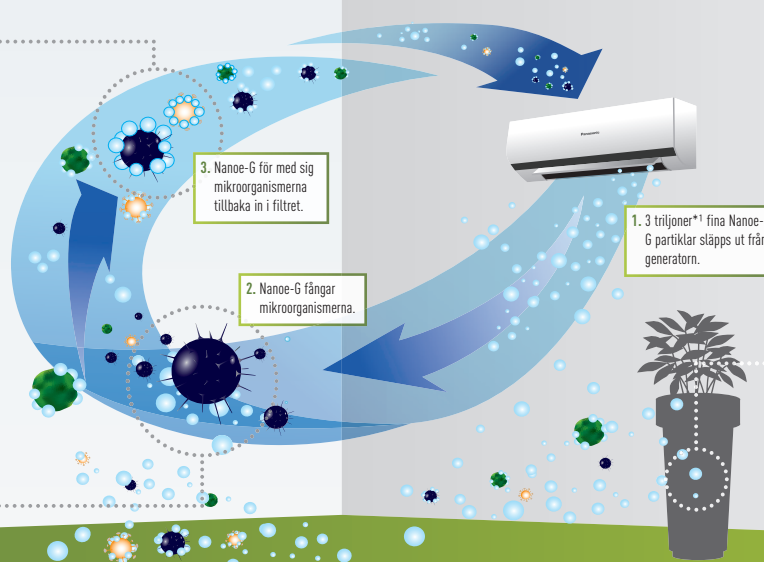 Panasonic
1. 3 triljoner*1 fina Nanoe-
G partiklar släpps ut från
generatorn.
2. Nanoe-G fångar
mikroorganismerna.
3. Nanoe-G för med sig
mikroorganismerna
tillbaka in i filtret.